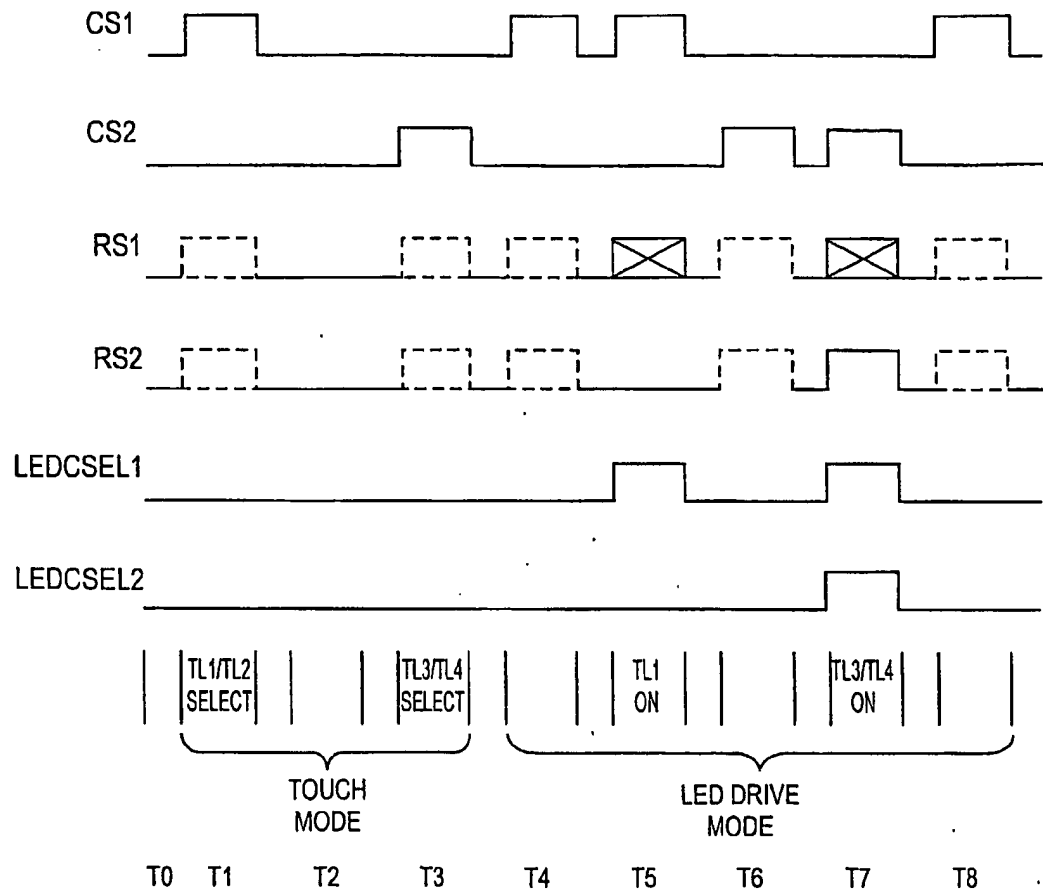 CS1
CS2
RS1
RS2
LEDCSEL1
LEDCSEL2
TL1/TL2
SELECT
TL3/TL4
SELECT
TL1
ON
TL3/TL4
ON
TOUCH
MODE
LED DRIVE
MODE
T0 T1 T2 T3 T4 T5 T6 T7 T8